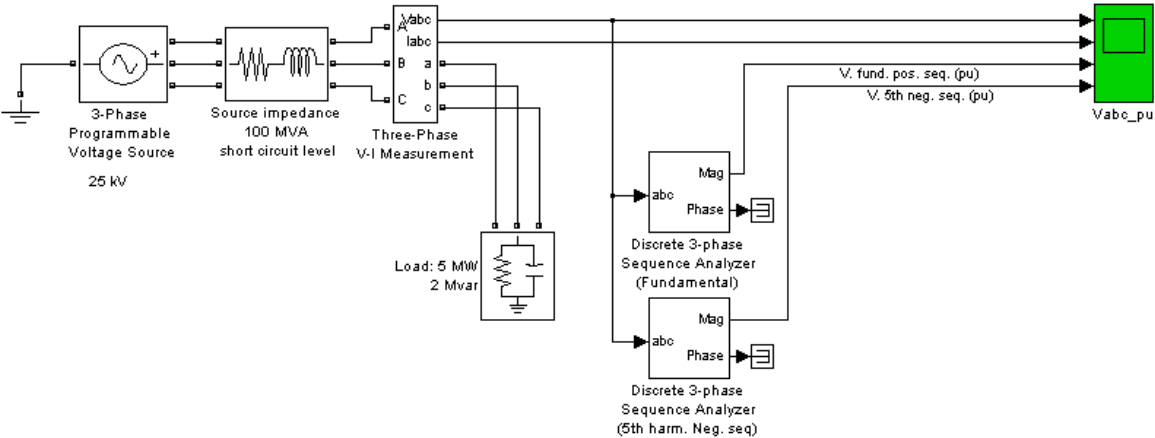 3-Phase
Programmable
Voltage Source
25 kV
Source impedance
100 MVA
short circuit level
Vabc
A
Iabc
B
a
b
C
c
Three-Phase
V-I Measurement
Load: 5 MW
2 Mvar
abc
Mag
Phase
Discrete 3-phase
Sequence Analyzer
(Fundamental)
abc
Mag
Phase
Discrete 3-phase
Sequence Analyzer
(5th harm. Neg. seq)
V. fund. pos. seq. (pu)
V. 5th neg. seq. (pu)
Vabc_pu